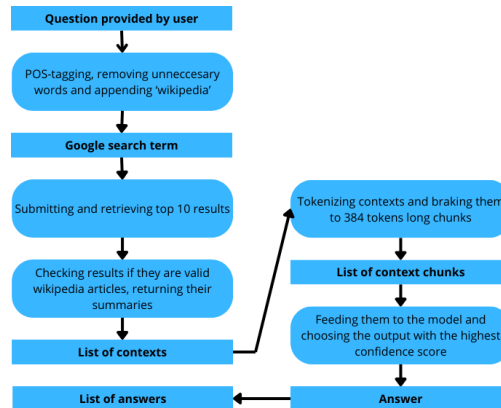 Question provided by user
POS-tagging, removing unneccesary
words and appending ‘wikipedia’
Google search term
Submitting and retrieving top 10 results
Checking results if they are valid
wikipedia articles, returning their
summaries
List of contexts
Tokenizing contexts and braking them
to 384 tokens long chunks
List of context chunks
Feeding them to the model and
choosing the output with the highest
confidence score
Answer
List of answers